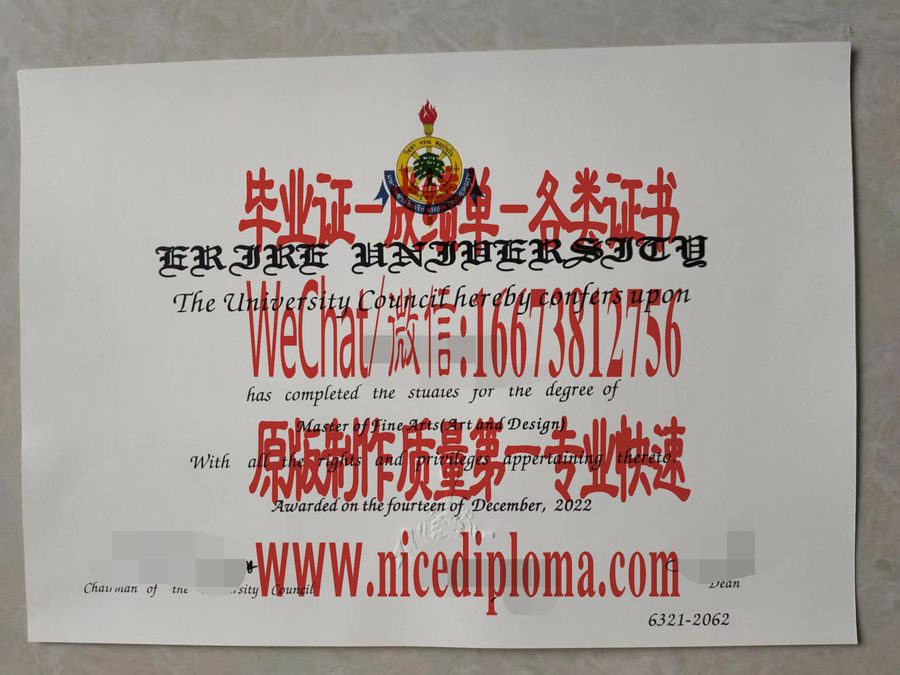 毕业证-成绩单-各类证书
ERIRE UNIVERSITY
The University Council hereby confers upon
WeChat/微信:16673812756
has completed the studies for the degree of
Master of Fine Arts(Art and Design)
原版制作质量第一专业快速
With all the rights and privileges appertaining thereto.
Awarded on the fourteen of December, 2022
www.nicediploma.com
Chairman of the University Council
Dean
6321-2062